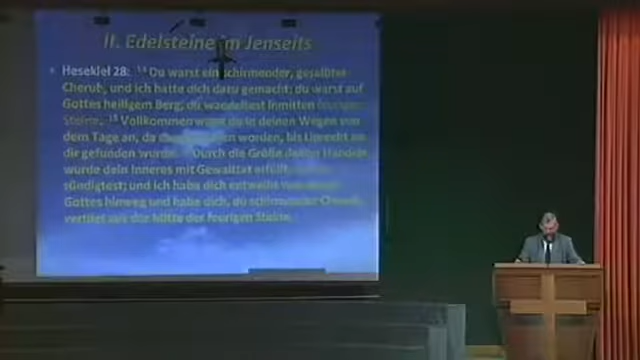 II. Edelsteine im Jenseits
• Hesekiel 28: 14 Du warst ein schirmender, gesalbter
Cherub, und ich hatte dich dazu gemacht; du warst auf
Gottes heiligem Berg, du wandeltest inmitten feuriger
Steine. 15 Vollkommen warst du in deinen Wegen von
dem Tage an, da du geschaffen worden, bis Unrecht an
dir gefunden wurde. Durch die Größe deines Handels
wurde dein Inneres mit Gewalttat erfüllt,
sündigtest; und ich habe dich entweiht vom
Gottes hinweg und habe dich, du schirmender Cherub,
vertilgt aus der Mitte der feurigen Steine.